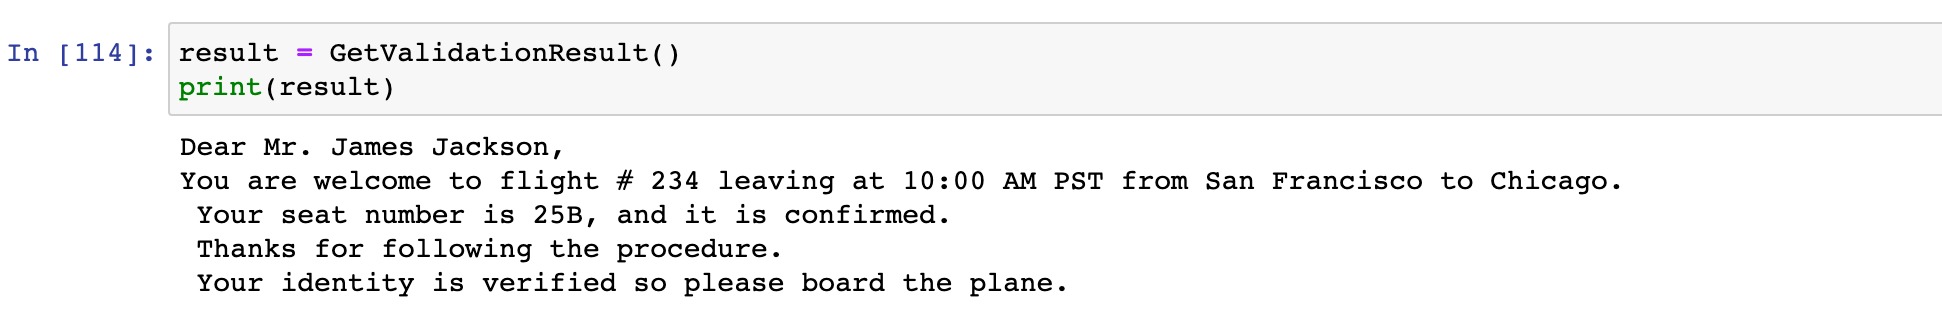 In [114]: result = GetValidationResult()
print(result)
Dear Mr. James Jackson,
You are welcome to flight # 234 leaving at 10:00 AM PST from San Francisco to Chicago.
Your seat number is 25B, and it is confirmed.
Thanks for following the procedure.
Your identity is verified so please board the plane.